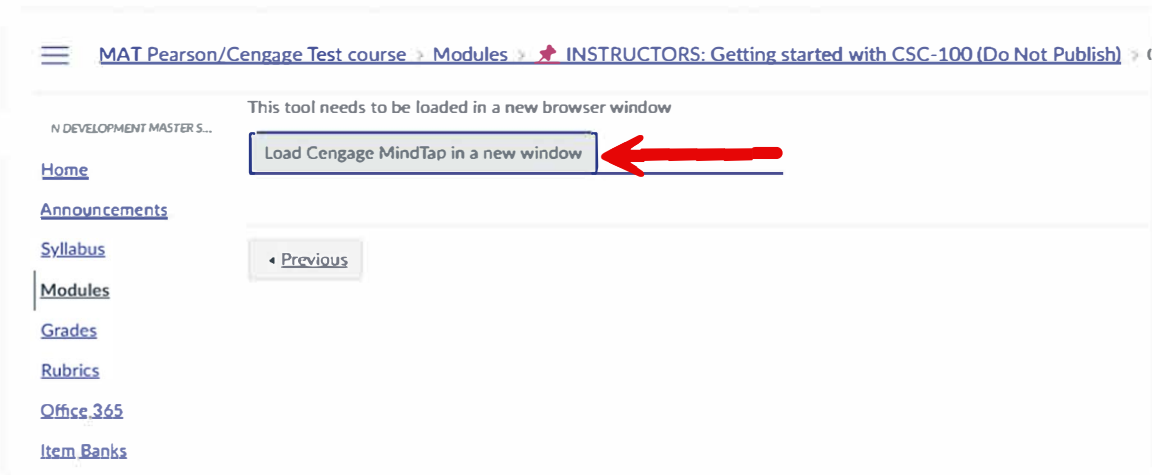 MAT Pearson/Cengage Test course > Modules > INSTRUCTORS: Getting started with CSC-100 (Do Not Publish) >
This tool needs to be loaded in a new browser window
N DEVELOPMENT MASTER S...
Load Cengage MindTap in a new window
Home
Announcements
Syllabus
◂ Previous
Modules
Grades
Rubrics
Office 365
Item Banks